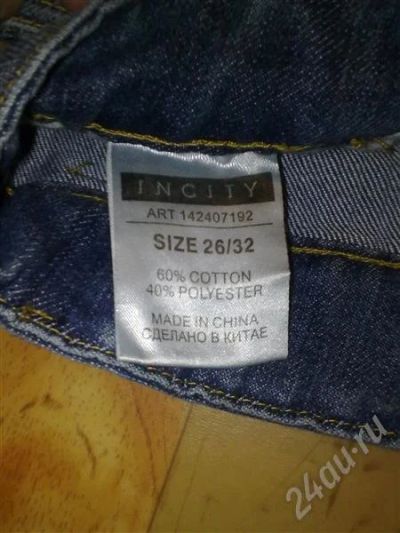 INCITY
ART 142407192
SIZE 26/32
60% COTTON
40% POLYESTER
MADE IN CHINA
СДЕЛАНО В КИТАЕ
24au.ru